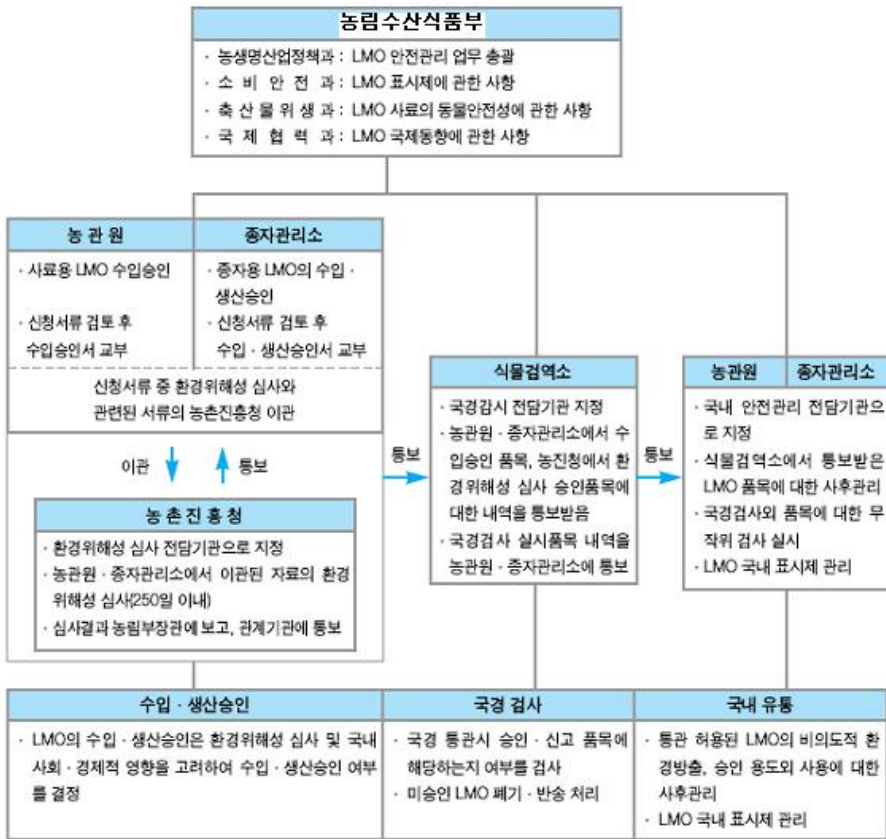 농림수산식품부
· 농생명산업정책과 : LMO 안전관리 업무 총괄
· 소 비 안 전 과 : LMO 표시제에 관한 사항
· 축 산 물 위 생 과 : LMO 사료의 동물안전성에 관한 사항
· 국 제 협 력 과 : LMO 국제동향에 관한 사항
농 관 원
· 사료용 LMO 수입승인
· 신청서류 검토 후
수입승인서 교부
종자관리소
· 종자용 LMO의 수입 ·
생산승인
· 신청서류 검토 후
수입 · 생산승인서 교부
신청서류 중 환경위해성 심사와
관련된 서류의 농촌진흥청 이관
이관
통보
농 촌 진 흥 청
· 환경위해성 심사 전담기관으로 지정
· 농관원 · 종자관리소에서 이관된 자료의 환경
위해성 심사(250일 이내)
· 심사결과 농림부장관에 보고, 관계기관에 통보
통보
식물검역소
· 국경감시 전담기관 지정
· 농관원 · 종자관리소에서 수
입승인 품목, 농진청에서 환
경위해성 심사 승인품목에
대한 내역을 통보받음
· 국경검사 실시품목 내역을
농관원 · 종자관리소에 통보
통보
농관원
종자관리소
· 국내 안전관리 전담기관으
로 지정
· 식물검역소에서 통보받은
LMO 품목에 대한 사후관리
· 국경검사외 품목에 대한 무
작위 검사 실시
· LMO 국내 표시제 관리
수입 · 생산승인
· LMO의 수입 · 생산승인은 환경위해성 심사 및 국내
사회 · 경제적 영향을 고려하여 수입 · 생산승인 여부
를 결정
국경 검사
· 국경 통관시 승인 · 신고 품목에
해당하는지 여부를 검사
· 미승인 LMO 폐기 · 반송 처리
국내 유통
· 통관 허용된 LMO의 비의도적 환
경방출, 승인 용도외 사용에 대한
사후관리
· LMO 국내 표시제 관리